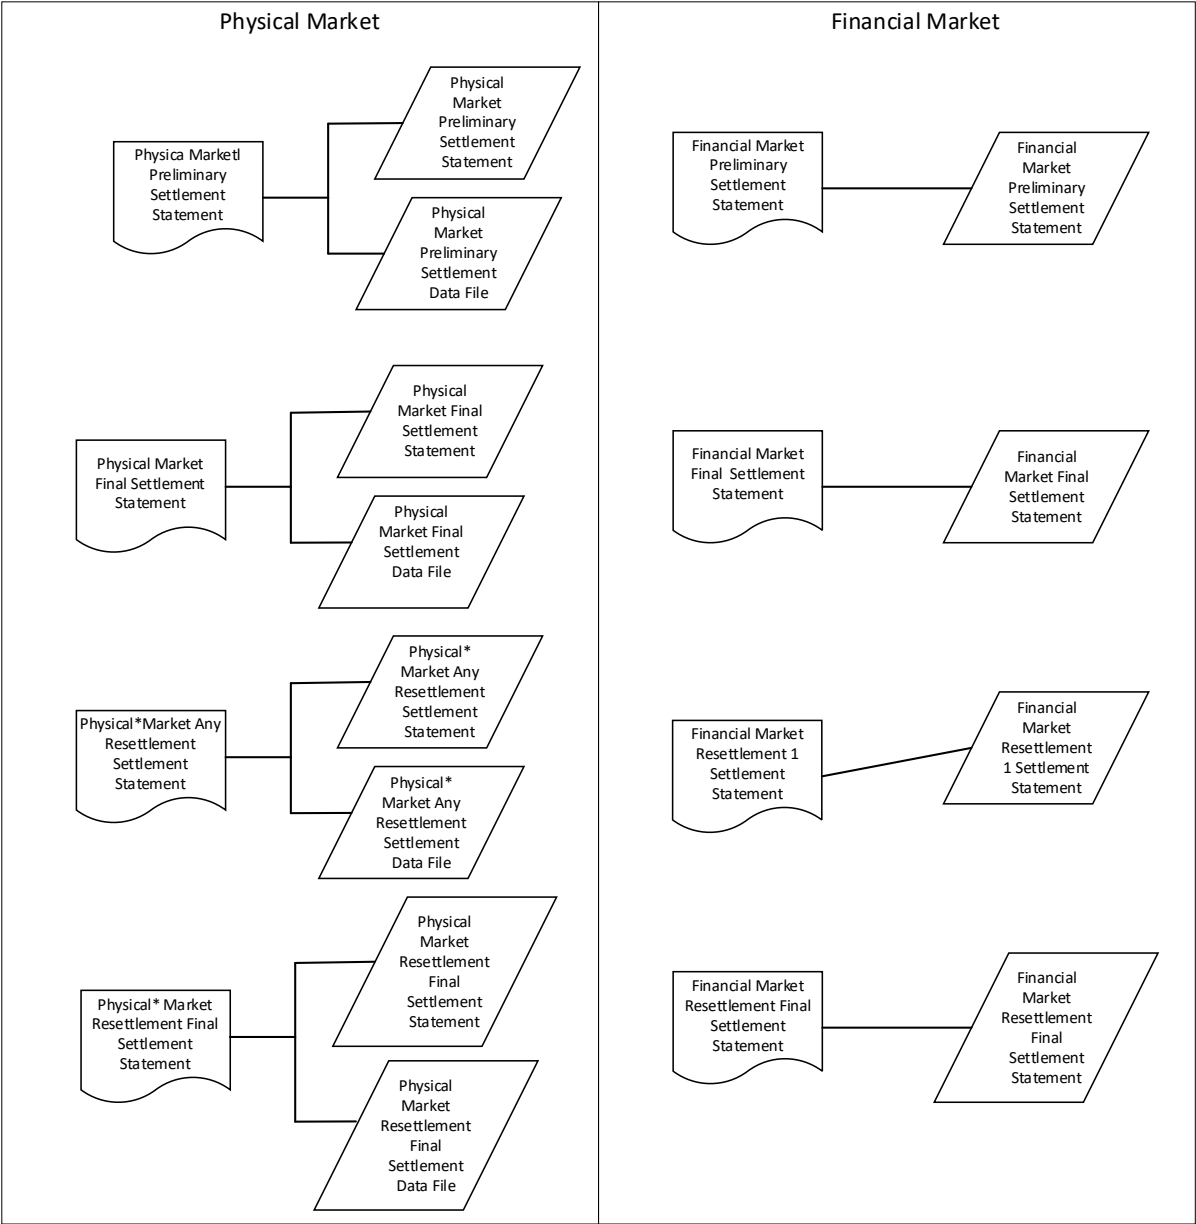 Physical Market
Physica Marketl
Preliminary
Settlement
Statement
Physical
Market
Preliminary
Settlement
Statement
Physical
Market
Preliminary
Settlement
Data File
Physical Market
Final Settlement
Statement
Physical
Market Final
Settlement
Statement
Physical
Market Final
Settlement
Data File
Physical*Market Any
Resettlement
Settlement
Statement
Physical*
Market Any
Resettlement
Settlement
Statement
Physical*
Market Any
Resettlement
Settlement
Data File
Physical* Market
Resettlement Final
Settlement
Statement
Physical
Market
Resettlement
Final
Settlement
Statement
Physical
Market
Resettlement
Final
Settlement
Data File
Financial Market
Financial Market
Preliminary
Settlement
Statement
Financial
Market
Preliminary
Settlement
Statement
Financial Market
Final  Settlement
Statement
Financial
Market Final
Settlement
Statement
Financial Market
Resettlement 1
Settlement
Statement
Financial
Market
Resettlement
1 Settlement
Statement
Financial Market
Resettlement Final
Settlement
Statement
Financial
Market
Resettlement
Final
Settlement
Statement